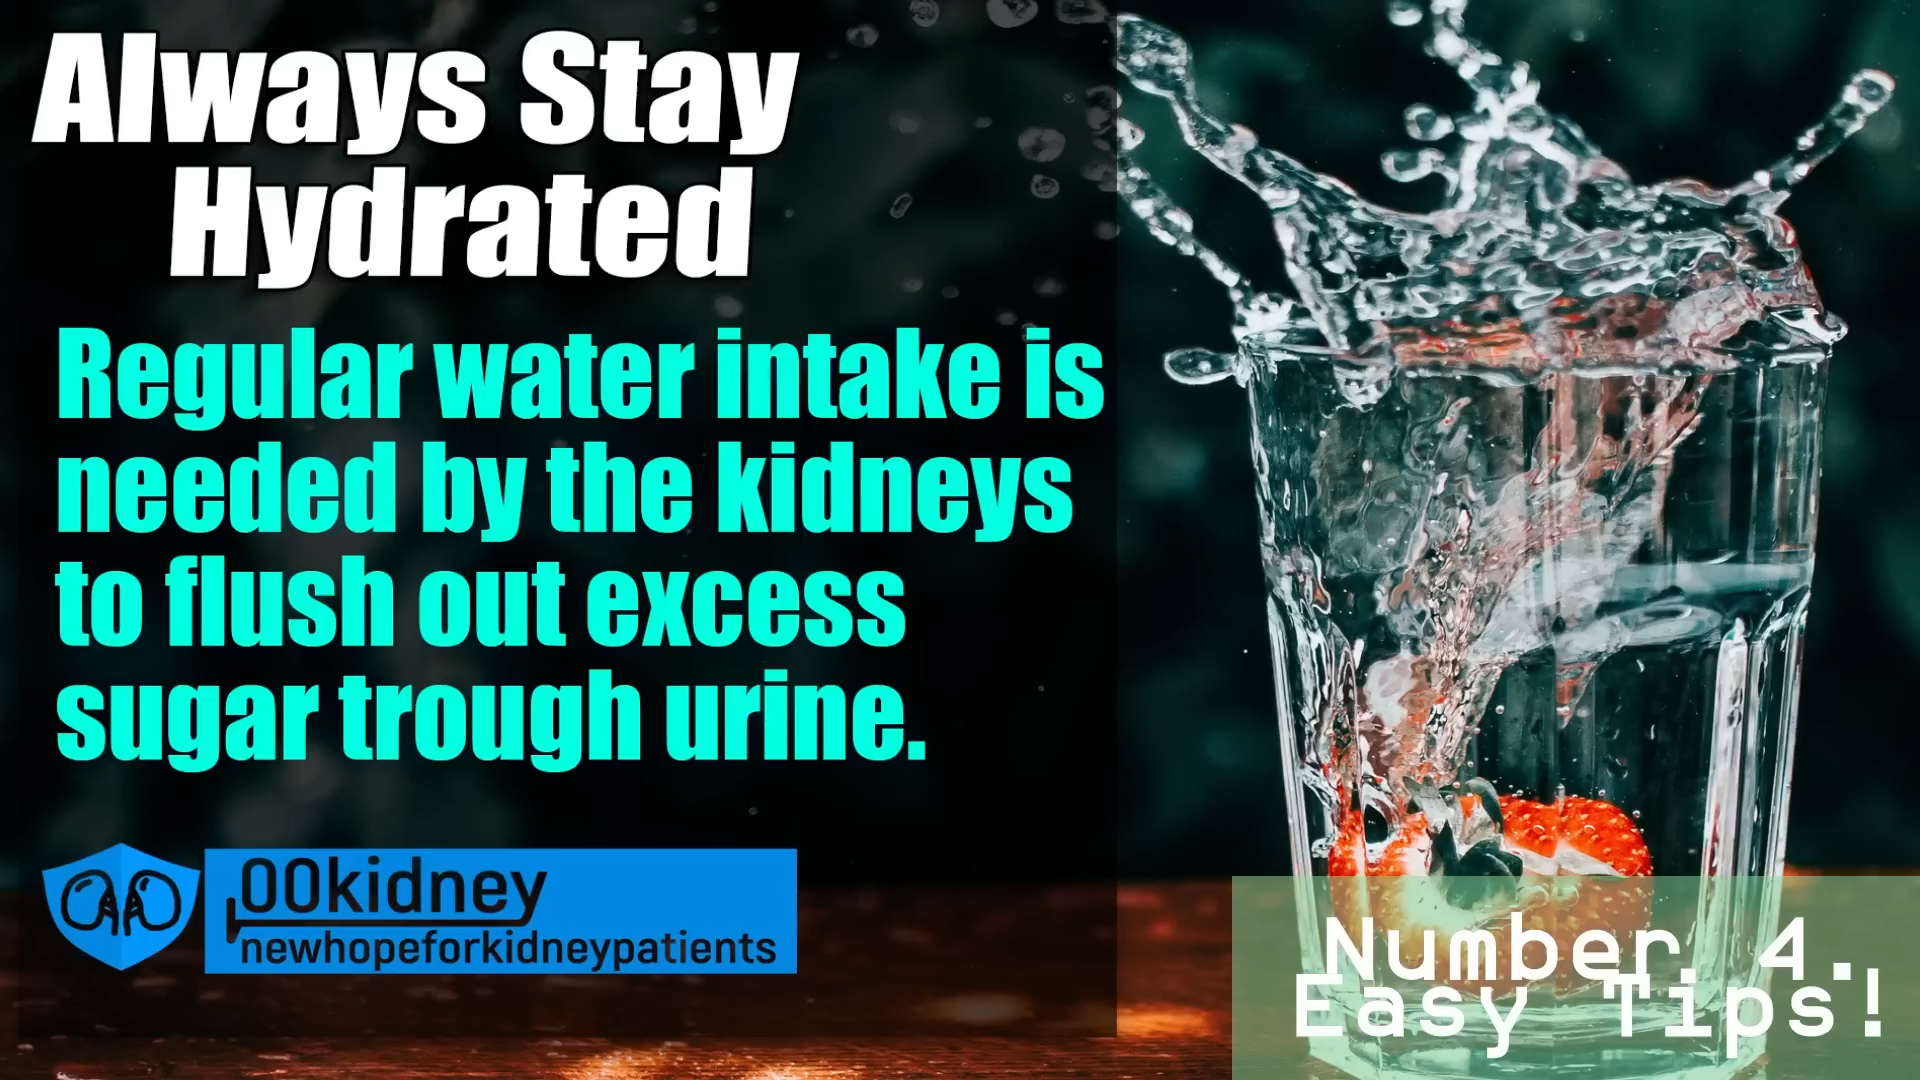 Always Stay
Hydrated
Regular water intake is
needed by the kidneys
to flush out excess
sugar trough urine.
00kidney
newhopeforkidneypatients
Number 4.
Easy Tips!